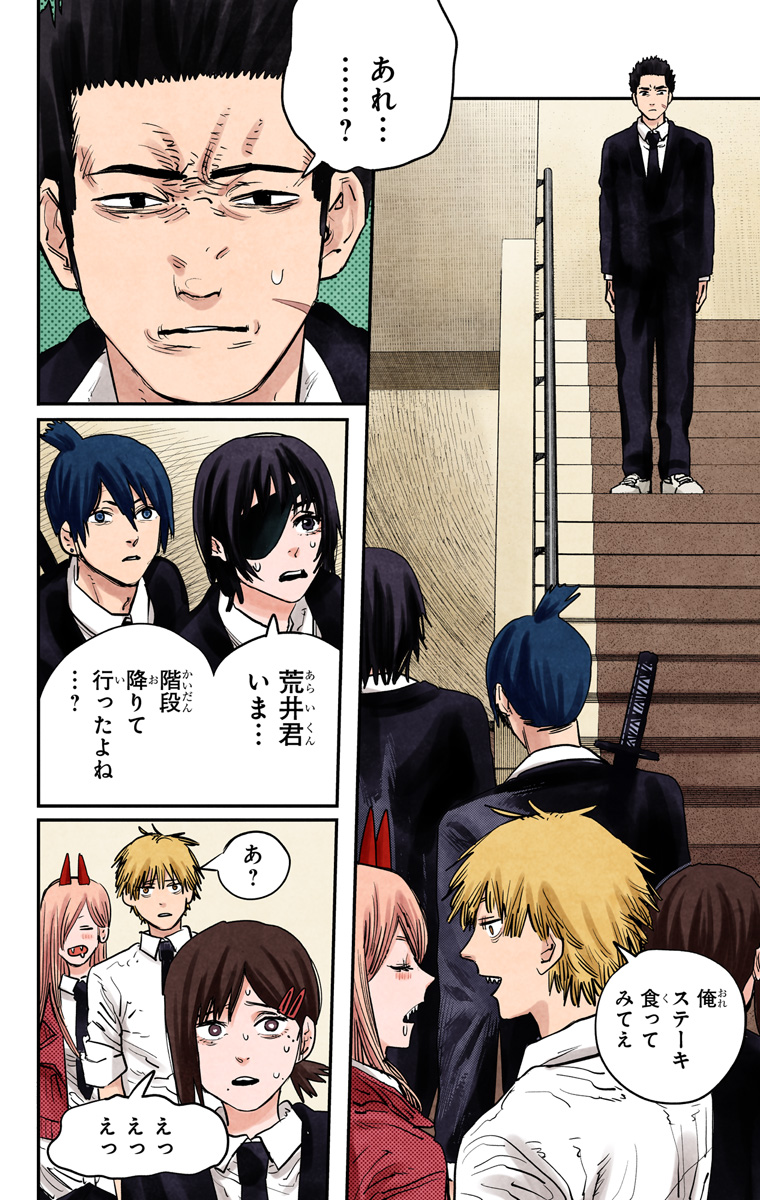 俺
ステーキ
食って
みてえ
あれ…
……?
荒井君
いま…
階段
降りて
行ったよね
…?
あ?
えっ
えっ
えっ